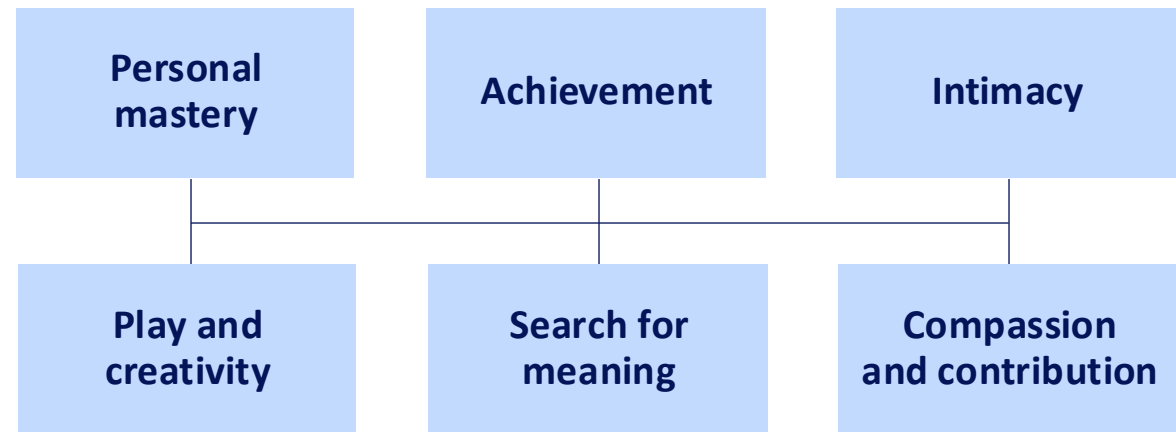 Personal
mastery
Achievement
Intimacy
Play and
creativity
Search for
meaning
Compassion
and contribution